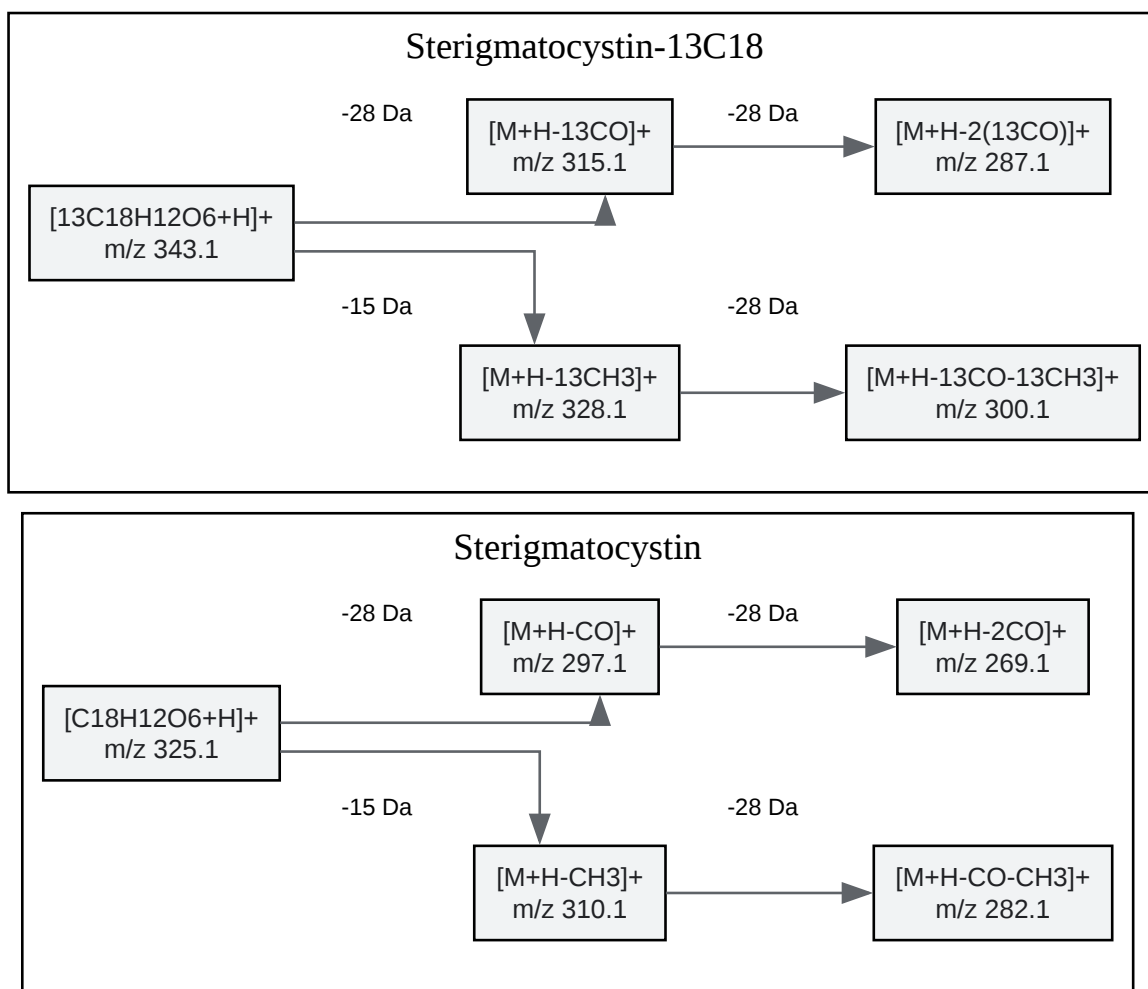 Sterigmatocystin-13C18
-28 Da
-28 Da
[M+H-13CO]+
m/z 315.1
[M+H-2(13CO)]+
m/z 287.1
[13C18H12O6+H]+
m/z 343.1
-15 Da
-28 Da
[M+H-13CH3]+
m/z 328.1
[M+H-13CO-13CH3]+
m/z 300.1
Sterigmatocystin
-28 Da
-28 Da
[M+H-CO]+
m/z 297.1
[M+H-2CO]+
m/z 269.1
[C18H12O6+H]+
m/z 325.1
-15 Da
-28 Da
[M+H-CH3]+
m/z 310.1
[M+H-CO-CH3]+
m/z 282.1